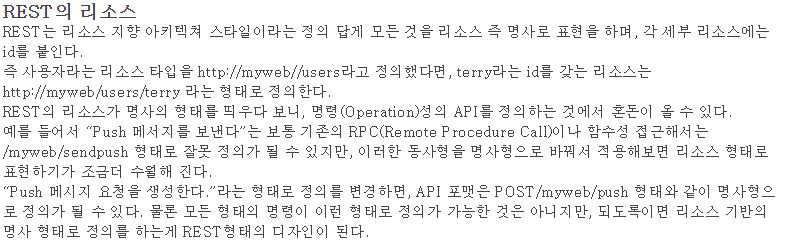 REST의 리소스
REST는 리소스 지향 아키텍쳐 스타일이라는 정의 답게 모든 것을 리소스 즉 명사로 표현을 하며, 각 세부 리소스에는
id를 붙인다.
즉 사용자라는 리소스 타입을 http://myweb//users라고 정의했다면, terry라는 id를 갖는 리소스는
http://myweb/users/terry 라는 형태로 정의한다.
REST의 리소스가 명사의 형태를 띄우다 보니, 명령(Operation)성의 API를 정의하는 것에서 혼돈이 올 수 있다.
예를 들어서 “Push 메서지를 보낸다”는 보통 기존의 RPC(Remote Procedure Call)이나 함수성 접근해서는
/myweb/sendpush 형태로 잘못 정의가 될 수 있지만, 이러한 동사형을 명사형으로 바꿔서 적용해보면 리소스 형태로
표현하기가 조금더 수월해 진다.
“Push 메시지 요청을 생성한다.”라는 형태로 정의를 변경하면, API 포맷은 POST/myweb/push 형태와 같이 명사형으
로 정의가 될 수 있다. 물론 모든 형태의 명령이 이런 형태로 정의가 가능한 것은 아니지만, 되도록이면 리소스 기반의
명사 형태로 정의를 하는게 REST형태의 디자인이 된다.